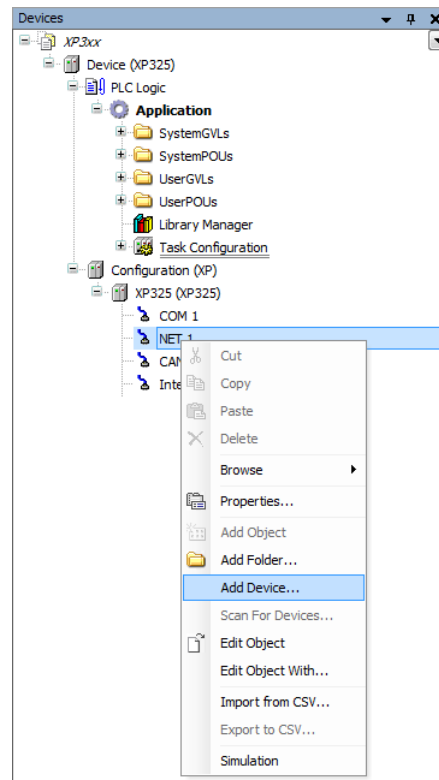 Devices
XP3xx
Device (XP325)
PLC Logic
Application
SystemGVLs
SystemPOUs
UserGVLs
UserPOUs
Library Manager
Task Configuration
Configuration (XP)
XP325 (XP325)
COM 1
NET 1
CAN
Inte
Cut
Copy
Paste
Delete
Browse
Properties...
Add Object
Add Folder...
Add Device...
Scan For Devices...
Edit Object
Edit Object With...
Import from CSV...
Export to CSV...
Simulation